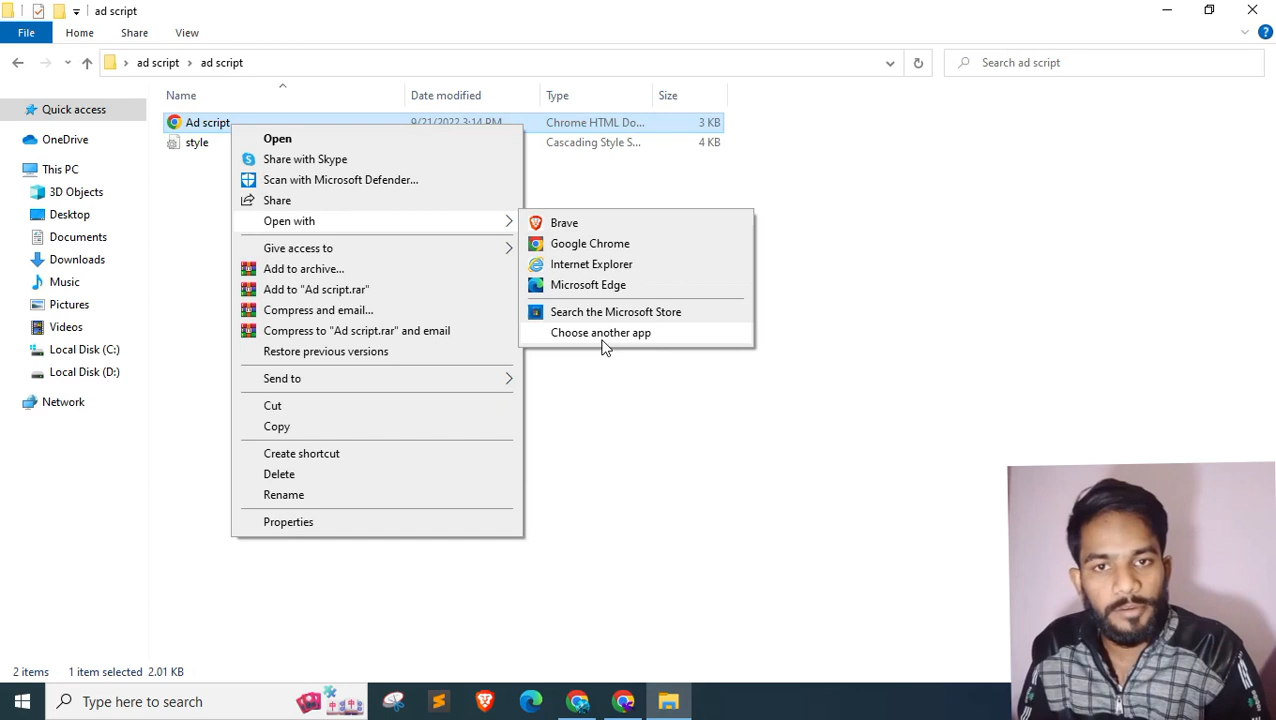 ad script
File Home Share View
ad script ad script Search ad script
Name Date modified Type Size
Quick access
Ad script 9/21/2022 3:14 PM Chrome HTML Do... 3 KB
style Cascading Style S... 4 KB
OneDrive
This PC
3D Objects
Desktop
Documents
Downloads
Music
Pictures
Videos
Local Disk (C:)
Local Disk (D:)
Network
Open
Share with Skype
Scan with Microsoft Defender...
Share
Open with
Give access to
Add to archive...
Add to "Ad script.rar"
Compress and email...
Compress to "Ad script.rar" and email
Restore previous versions
Send to
Cut
Copy
Create shortcut
Delete
Rename
Properties
Brave
Google Chrome
Internet Explorer
Microsoft Edge
Search the Microsoft Store
Choose another app
2 items 1 item selected 2.01 KB
Type here to search